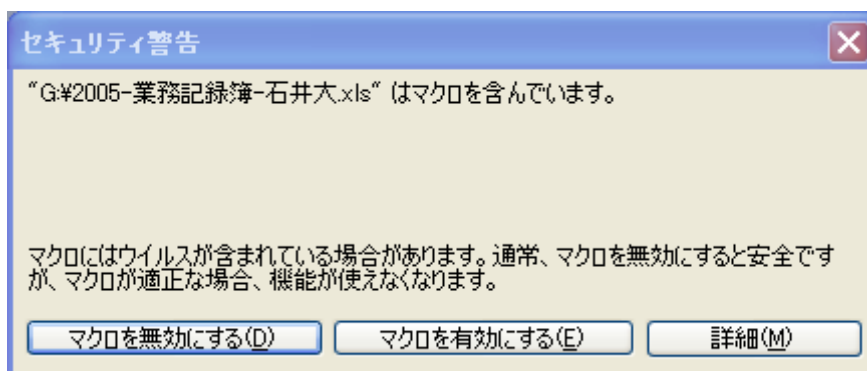 セキュリティ警告
"G:¥2005-業務記録簿-石井大.xls" はマクロを含んでいます。
マクロにはウイルスが含まれている場合があります。通常、マクロを無効にすると安全です
が、マクロが適正な場合、機能が使えなくなります。
マクロを無効にする(D) マクロを有効にする(E) 詳細(M)